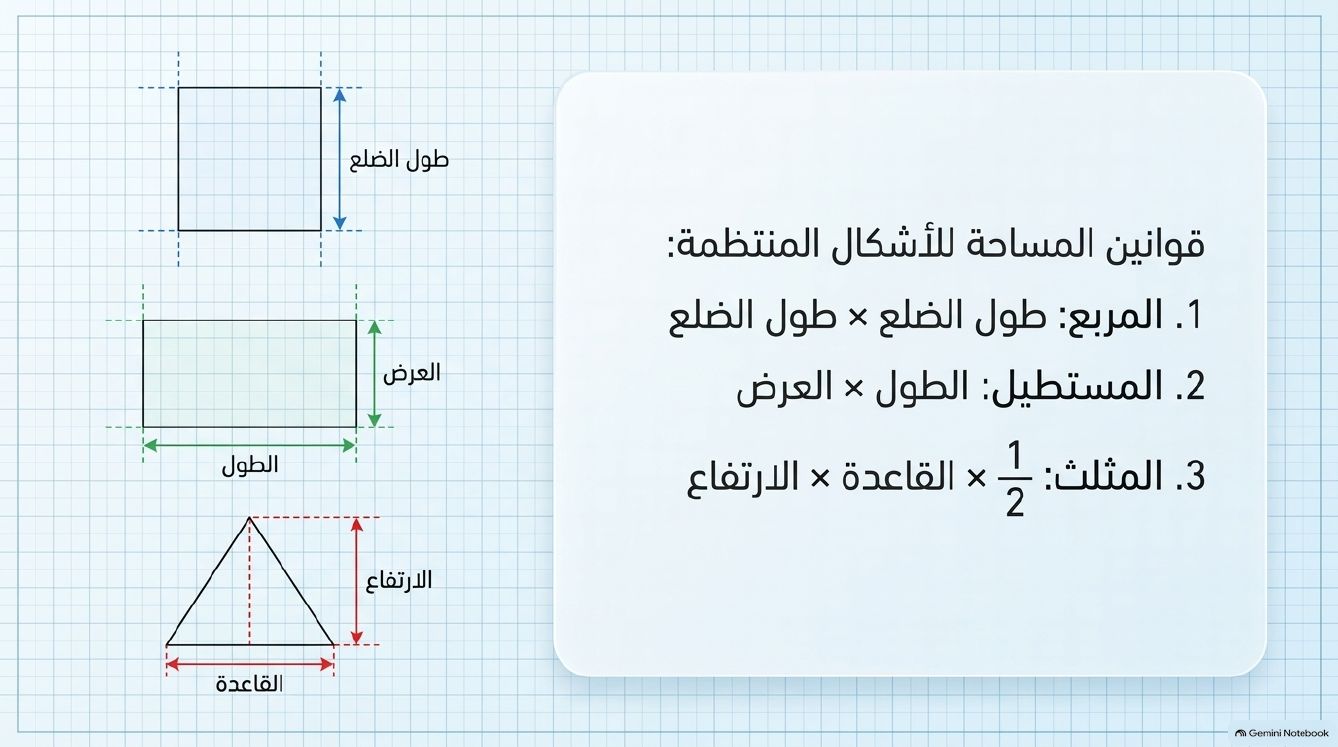 طول الضلع
العرض
الطول
الارتفاع
القاعدة
قوانين المساحة للأشكال المنتظمة:
1. المربع: طول الضلع × طول الضلع
2. المستطيل: الطول × العرض
3. المثلث: 1/2 × القاعدة × الارتفاع
Gemini Notebook